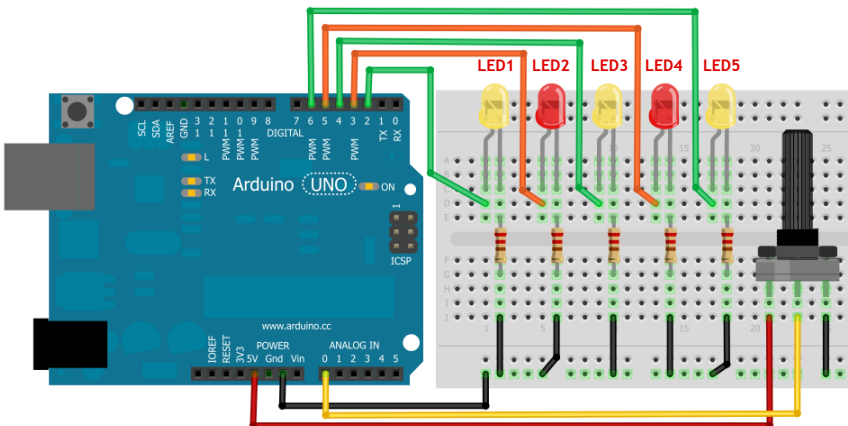 LED1 LED2 LED3 LED4 LED5
SCL
SDA
AREF
GND
13
12
PWM 11
PWM 10
PWM 9
8
DIGITAL
7
PWM 6
PWM 5
4
PWM 3
2
TX 1
RX 0
L
TX
RX
Arduino UNO
ON
1
ICSP
www.arduino.cc
POWER
ANALOG IN
IOREF
RESET
3V3
5V
Gnd
Vin
0 1 2 3 4 5
A
B
C
D
E
F
G
H
I
J
1 5 10 15 20 25
20 25